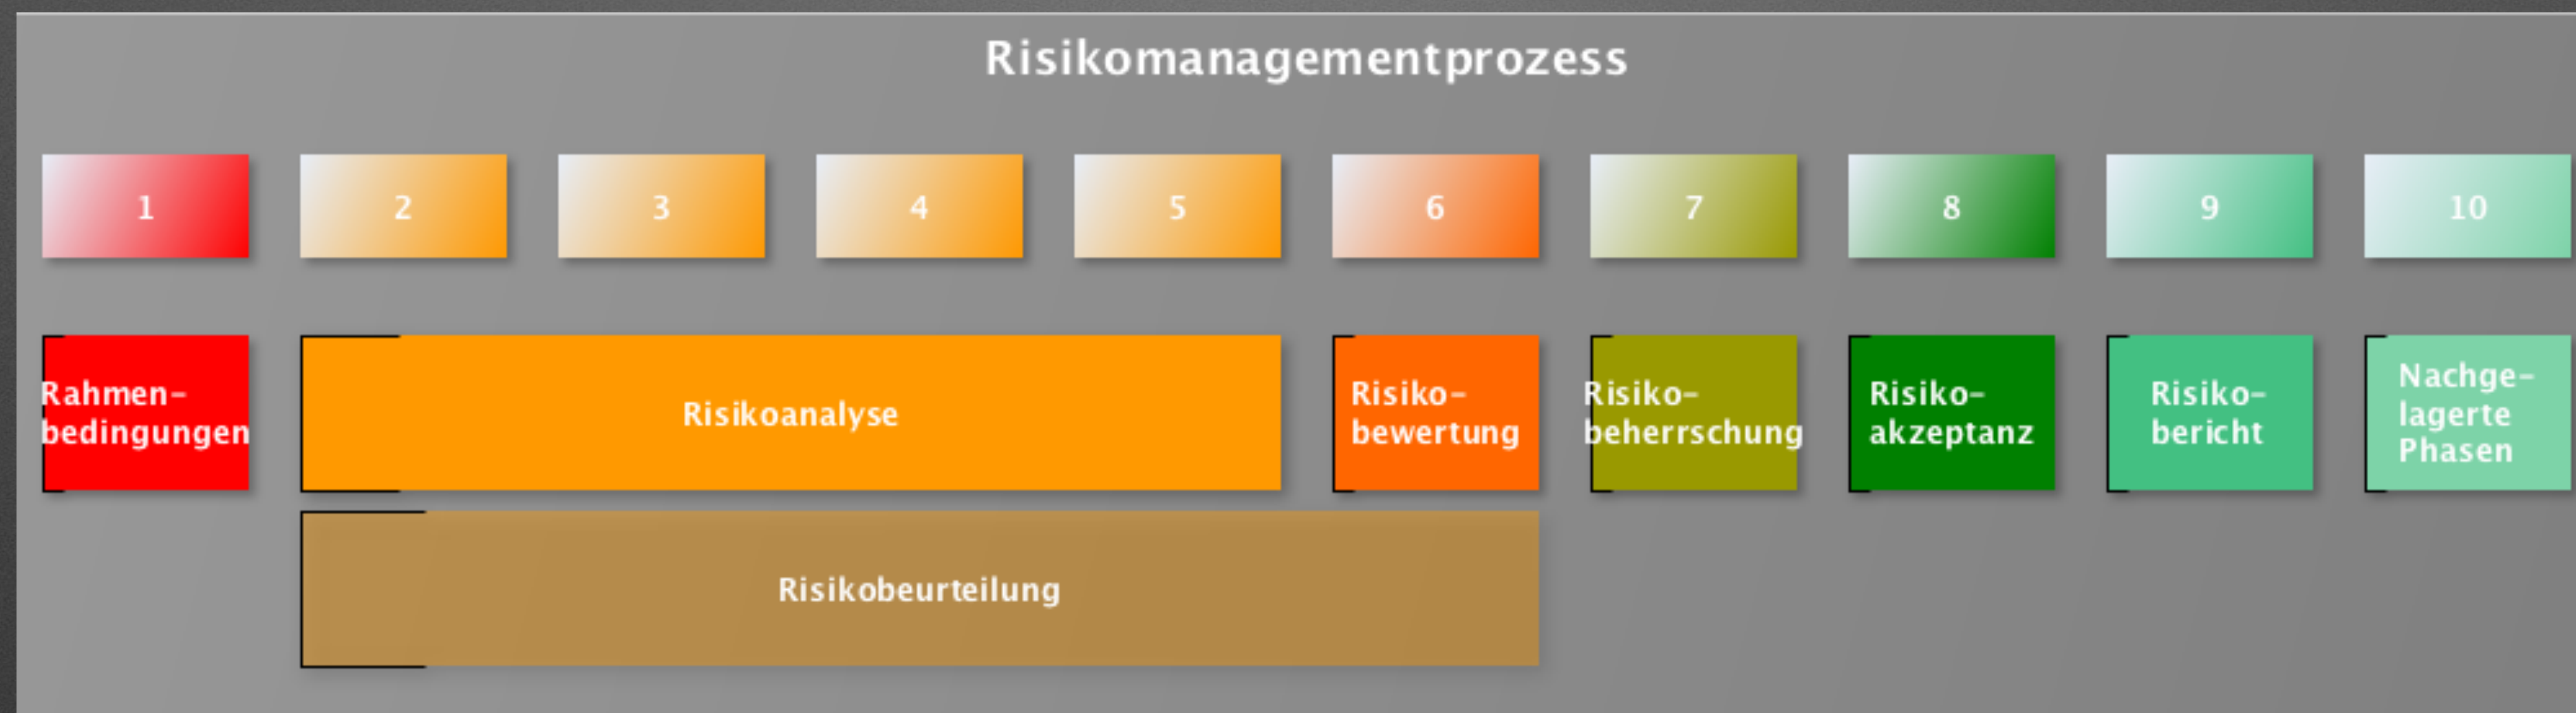 Risikomanagementprozess
1 2 3 4 5 6 7 8 9 10
Rahmen-
bedingungen
Risikoanalyse
Risiko-
bewertung
Risiko-
beherrschung
Risiko-
akzeptanz
Risiko-
bericht
Nachge-
lagerte
Phasen
Risikobeurteilung